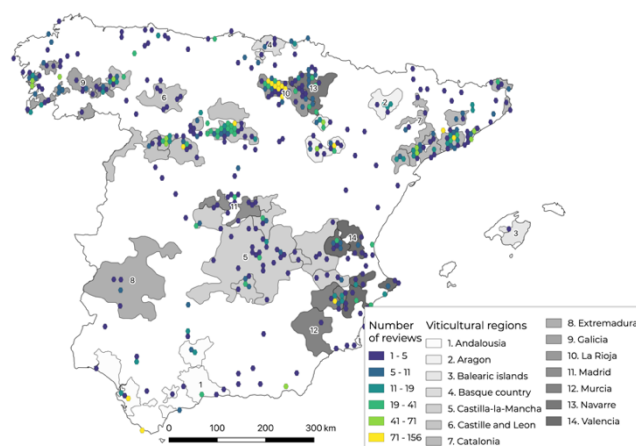 4
7
9
6
10
13
2
7
11
14
3
5
8
12
1
5
1
Number
of reviews
1 - 5
5 - 11
11 - 19
19 - 41
41 - 71
71 - 156
Viticultural regions
1. Andalousia
2. Aragon
3. Balearic islands
4. Basque country
5. Castilla-la-Mancha
6. Castille and Leon
7. Catalonia
8. Extremadura
9. Galicia
10. La Rioja
11. Madrid
12. Murcia
13. Navarre
14. Valencia
0 100 200 300 km